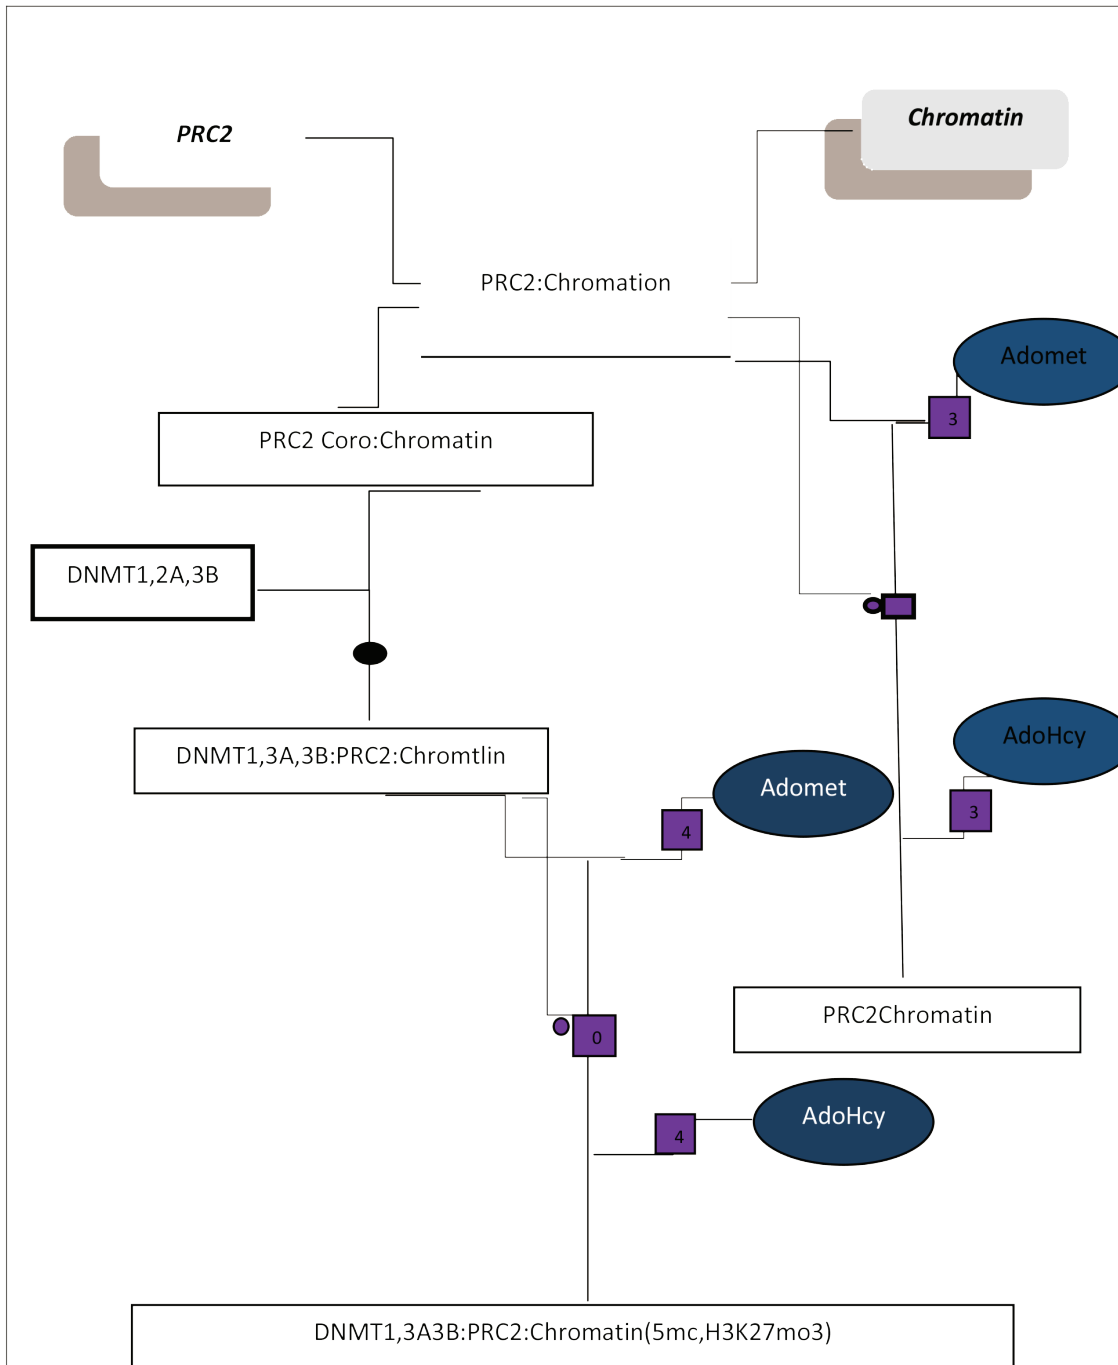 PRC2
Chromatin
PRC2:Chromation
Adomet
3
PRC2 Coro:Chromatin
DNMT1,2A,3B
DNMT1,3A,3B:PRC2:Chromtlin
AdoHcy
3
Adomet
4
PRC2Chromatin
0
AdoHcy
4
DNMT1,3A3B:PRC2:Chromatin(5mc,H3K27mo3)